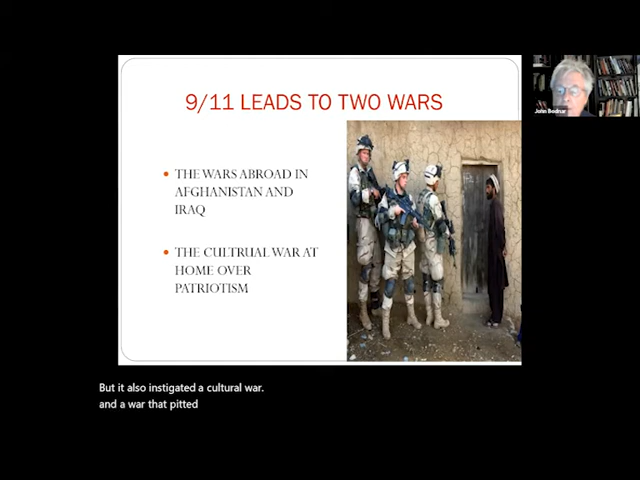 9/11 LEADS TO TWO WARS
John Bodnar
THE WARS ABROAD IN
AFGHANISTAN AND
IRAQ
THE CULTRUAL WAR AT
HOME OVER
PATRIOTISM
But it also instigated a cultural war.
and a war that pitted